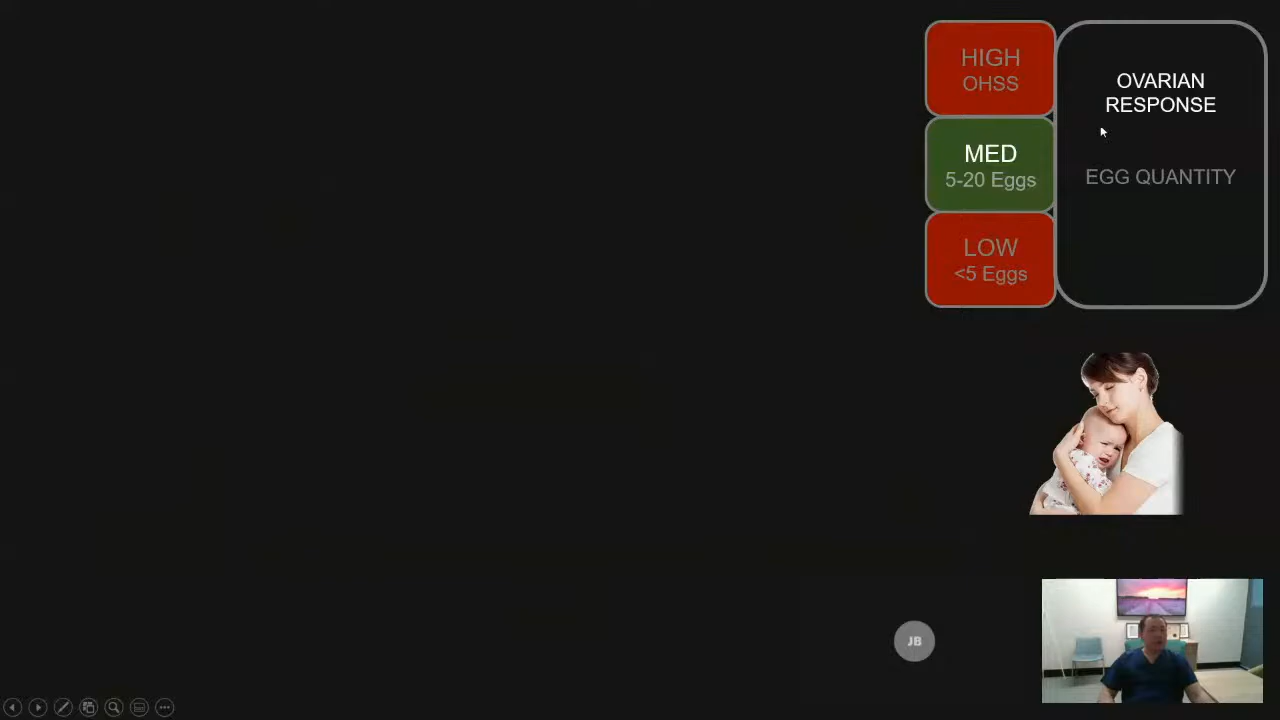 HIGH
OHSS
MED
5-20 Eggs
LOW
<5 Eggs
OVARIAN
RESPONSE
EGG QUANTITY
JB